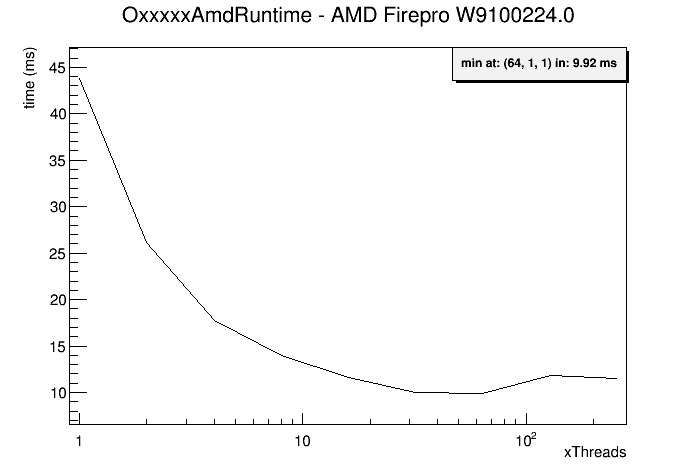 OxxxxxAmdRuntime - AMD Firepro W9100224.0
time (ms)
min at: (64, 1, 1) in: 9.92 ms
45
40
35
30
25
20
15
10
1
10
10²
xThreads